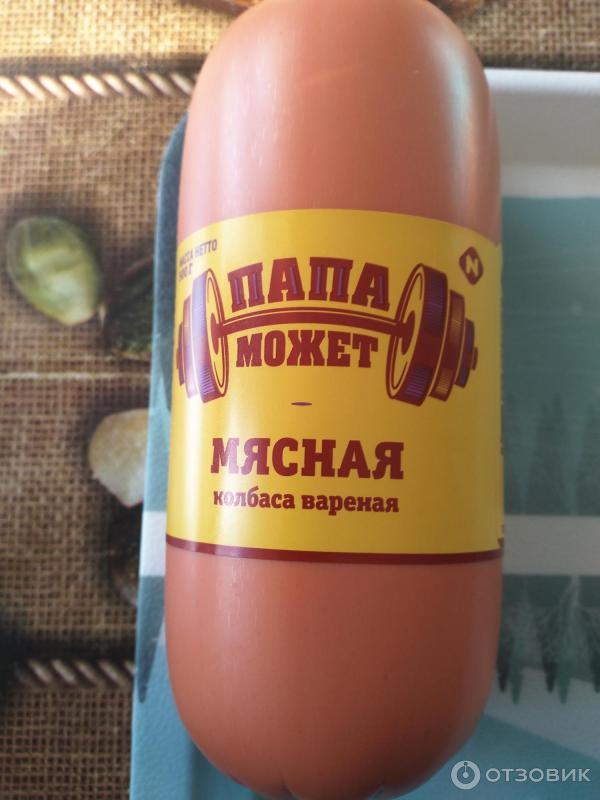 МАССА НЕТТО
500 Г
ПАПА
МОЖЕТ
МЯСНАЯ
колбаса вареная
N
ОТЗОВИК